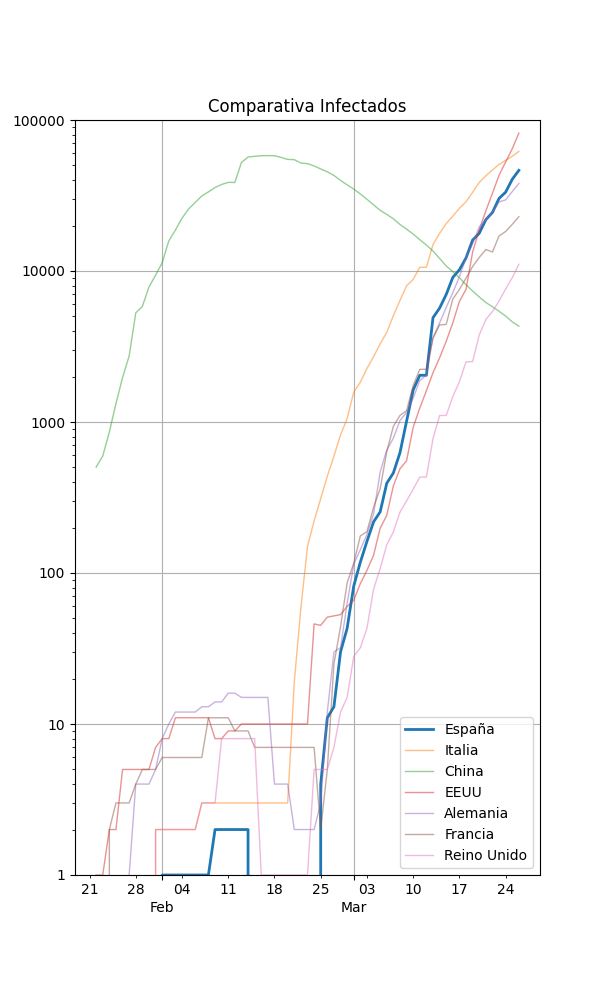 Comparativa Infectados
100000
10000
1000
100
10
1
21 28 04 11 18 25 03 10 17 24
Feb Mar
España
Italia
China
EEUU
Alemania
Francia
Reino Unido